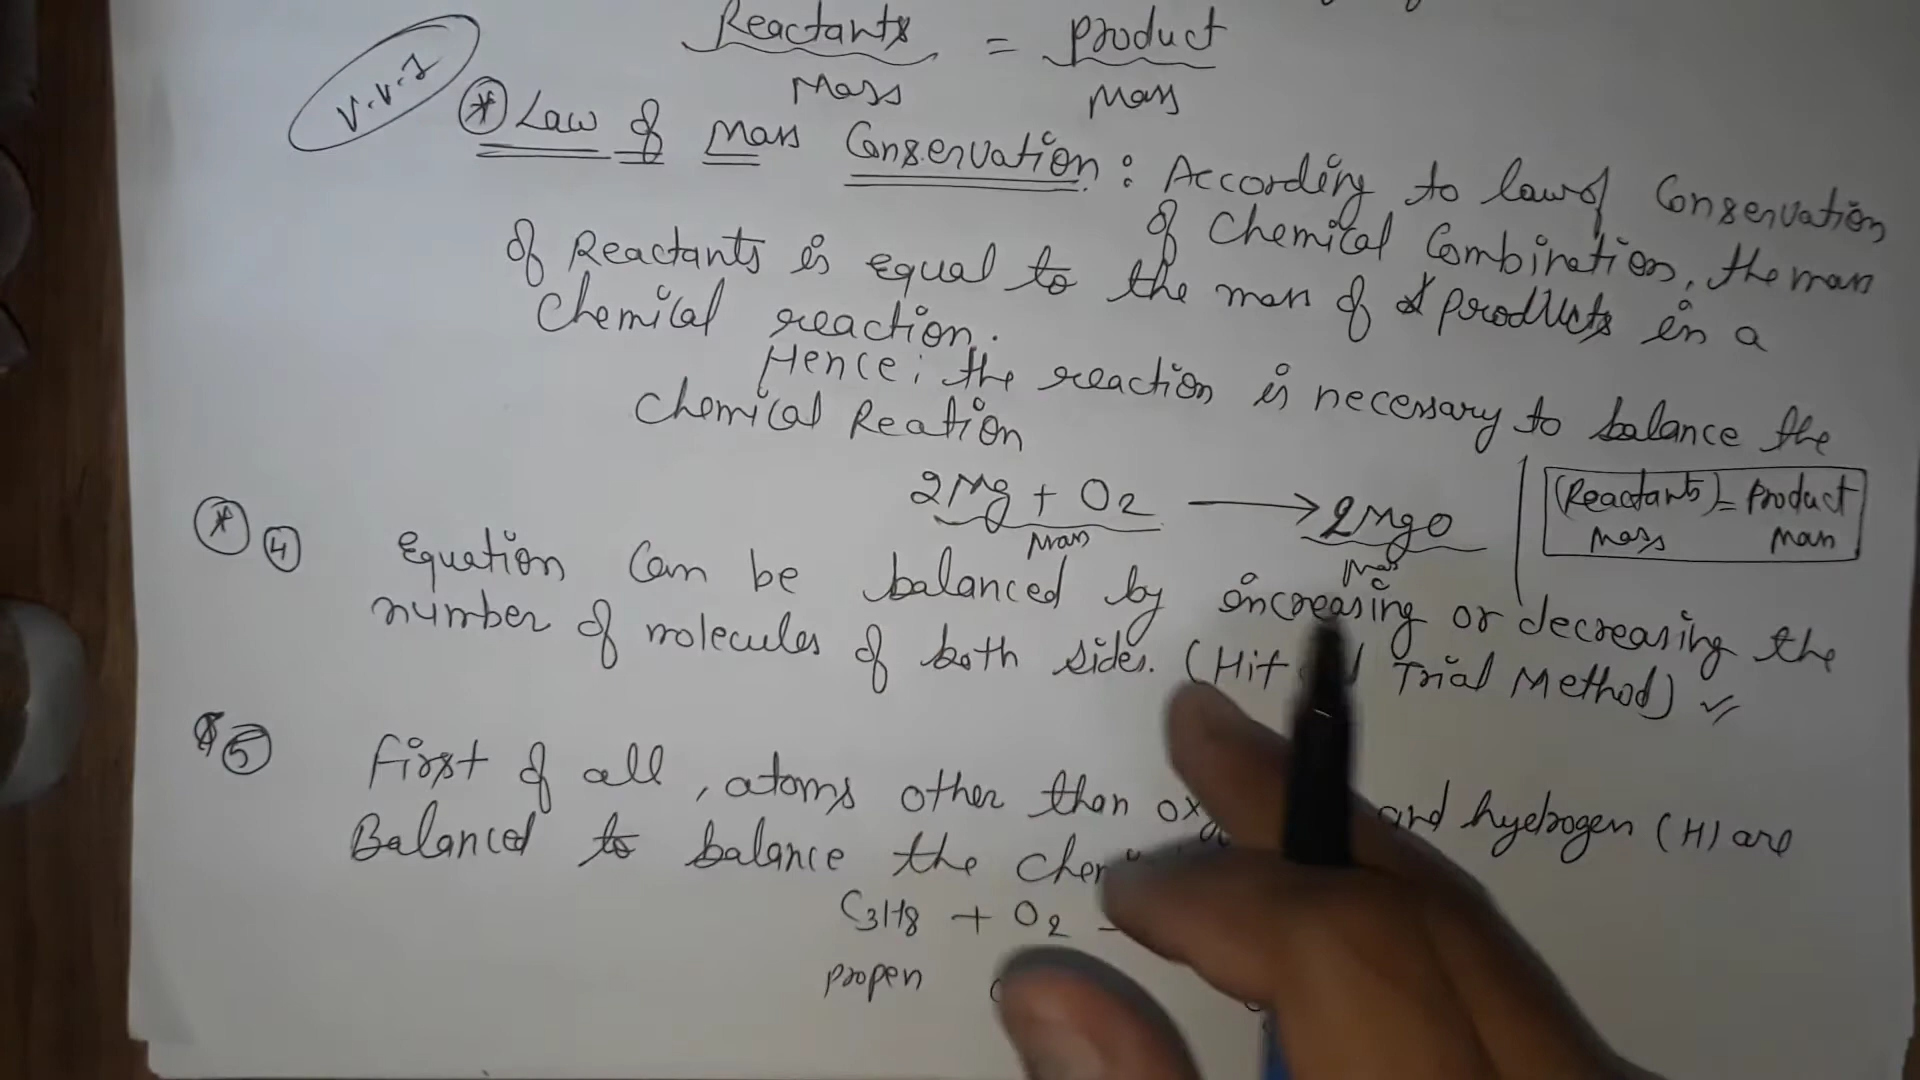 Reactants = product
Mass Mass
V.V.I
* Law of Mass Conservation : According to law of Conservation
of Chemical Combination, the mass
of Reactants is equal to the mass of products in a
Chemical reaction.
Hence; the reaction is necessary to balance the
Chemical Reation
2Mg + O2 → 2MgO
Mass Mass
(Reactants) = Product
Mass Mass
* 4 Equation Can be balanced by increasing or decreasing the
number of molecules of both sides. (Hit Trial Method)
5 First of all, atoms other than and hyebrogen (H) are
Balanced to balance the
C3H8 + O2
propen